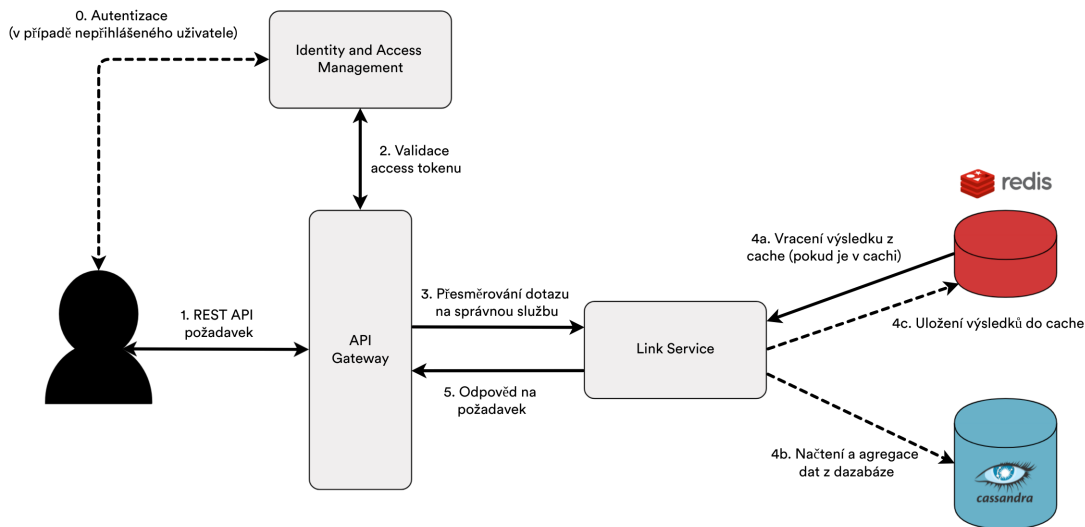 0. Autentizace
(v případě nepřihlášeného uživatele)
Identity and Access
Management
2. Validace
access tokenu
redis
4a. Vracení výsledku z
cache (pokud je v cachi)
1. REST API
požadavek
API
Gateway
3. Přesměrování dotazu
na správnou službu
Link Service
4c. Uložení výsledků do cache
5. Odpověd na
požadavek
4b. Načtení a agregace
dat z dazabáze
cassandra